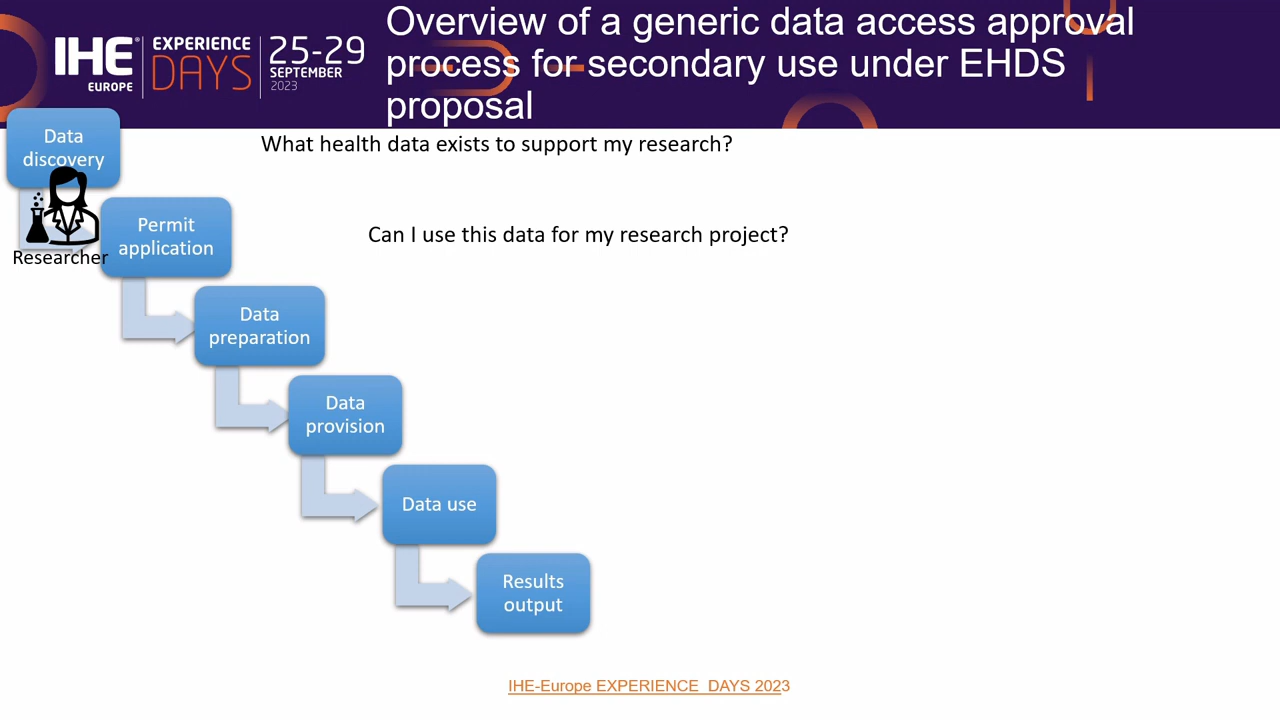 IHE
EUROPE
EXPERIENCE
DAYS
25-29
SEPTEMBER
2023
Overview of a generic data access approval
process for secondary use under EHDS
proposal
Data
discovery
What health data exists to support my research?
Researcher
Permit
application
Can I use this data for my research project?
Data
preparation
Data
provision
Data use
Results
output
IHE-Europe EXPERIENCE DAYS 2023